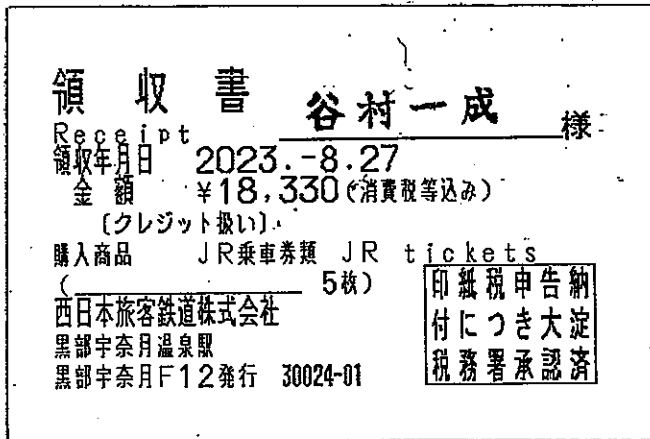 領収書
谷村一成 様
Receipt
領収年月日 2023.-8.27
金額 ¥18,330(消費税等込み)
(クレジット扱い)
購入商品 JR乗車券類 JR tickets
( 5枚)
西日本旅客鉄道株式会社
黒部宇奈月温泉駅
黒部宇奈月F12発行 30024-01
印紙税申告納
付につき大淀
税務署承認済